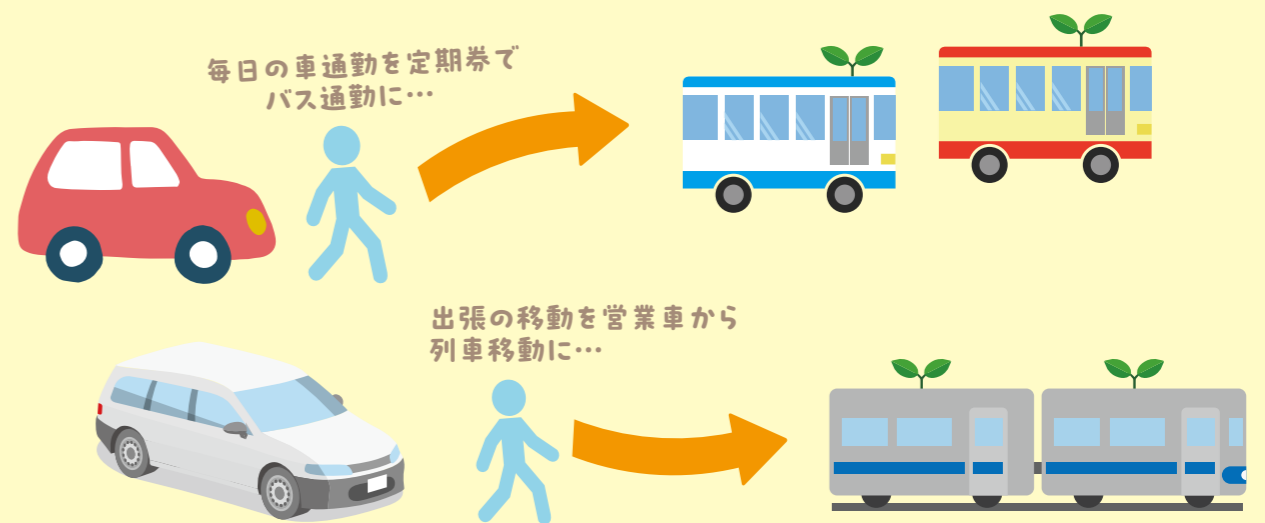 毎日の車通勤を定期券で
バス通勤に…
出張の移動を営業車から
列車移動に…